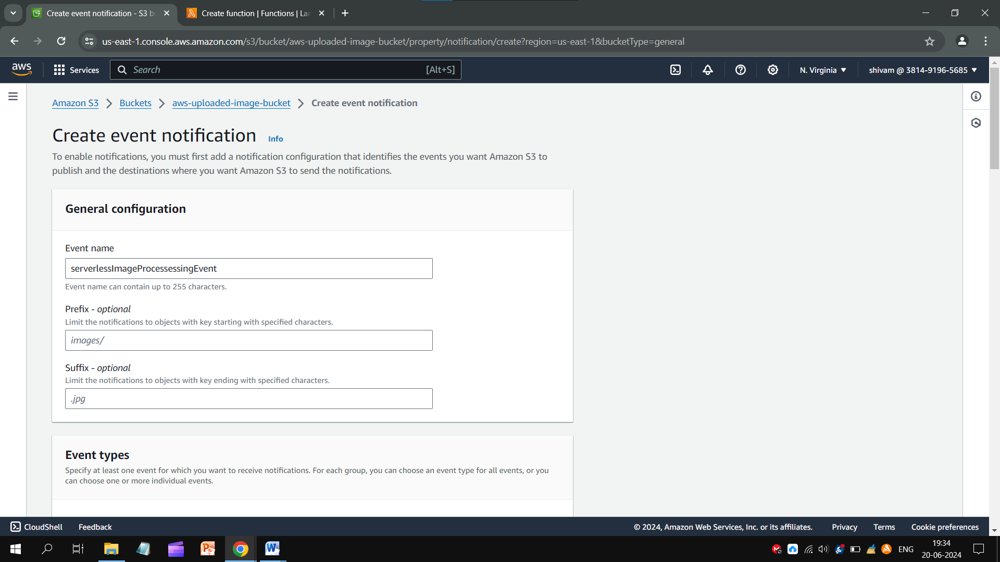 Create event notification - S3 b
Create function | Functions | La
us-east-1.console.aws.amazon.com/s3/bucket/aws-uploaded-image-bucket/property/notification/create?region=us-east-1&bucketType=general
aws
Services
Search
[Alt+S]
N. Virginia
shivam @ 3814-9196-5685
Amazon S3
Buckets
aws-uploaded-image-bucket
Create event notification
Create event notification
Info
To enable notifications, you must first add a notification configuration that identifies the events you want Amazon S3 to
publish and the destinations where you want Amazon S3 to send the notifications.
General configuration
Event name
serverlessImageProcessessingEvent
Event name can contain up to 255 characters.
Prefix - optional
Limit the notifications to objects with key starting with specified characters.
images/
Suffix - optional
Limit the notifications to objects with key ending with specified characters.
.jpg
Event types
Specify at least one event for which you want to receive notifications. For each group, you can choose an event type for all events, or you
can choose one or more individual events.
CloudShell
Feedback
© 2024, Amazon Web Services, Inc. or its affiliates.
Privacy
Terms
Cookie preferences
ENG
19:34
20-06-2024